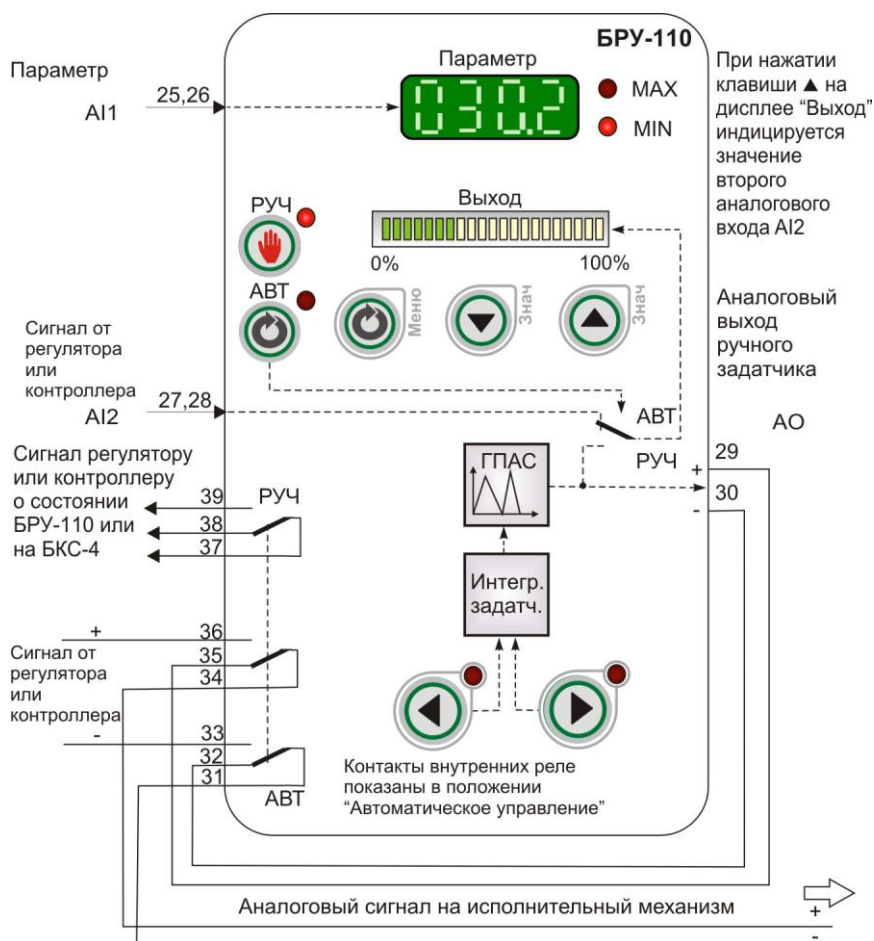 БРУ-110
Параметр
Параметр
AI1
25,26
030.2
MAX
MIN
При нажатии
клавиши ▲ на
дисплее “Выход”
индицируется
значение
второго
аналогового
входа AI2
РУЧ
Выход
0%
100%
АВТ
Меню
Знач
Знач
Аналоговый
выход
ручного
задатчика
Сигнал от
регулятора
или
контроллера
AI2
27,28
АВТ
РУЧ
АО
29
+
30
-
ГПАС
Сигнал регулятору
или контроллеру
о состоянии
БРУ-110 или
на БКС-4
39
РУЧ
38
37
Интегр.
задатч.
+
36
Сигнал от
регулятора
или
контроллера
35
34
-
33
32
31
АВТ
Контакты внутренних реле
показаны в положении
“Автоматическое управление”
Аналоговый сигнал на исполнительный механизм
+
-